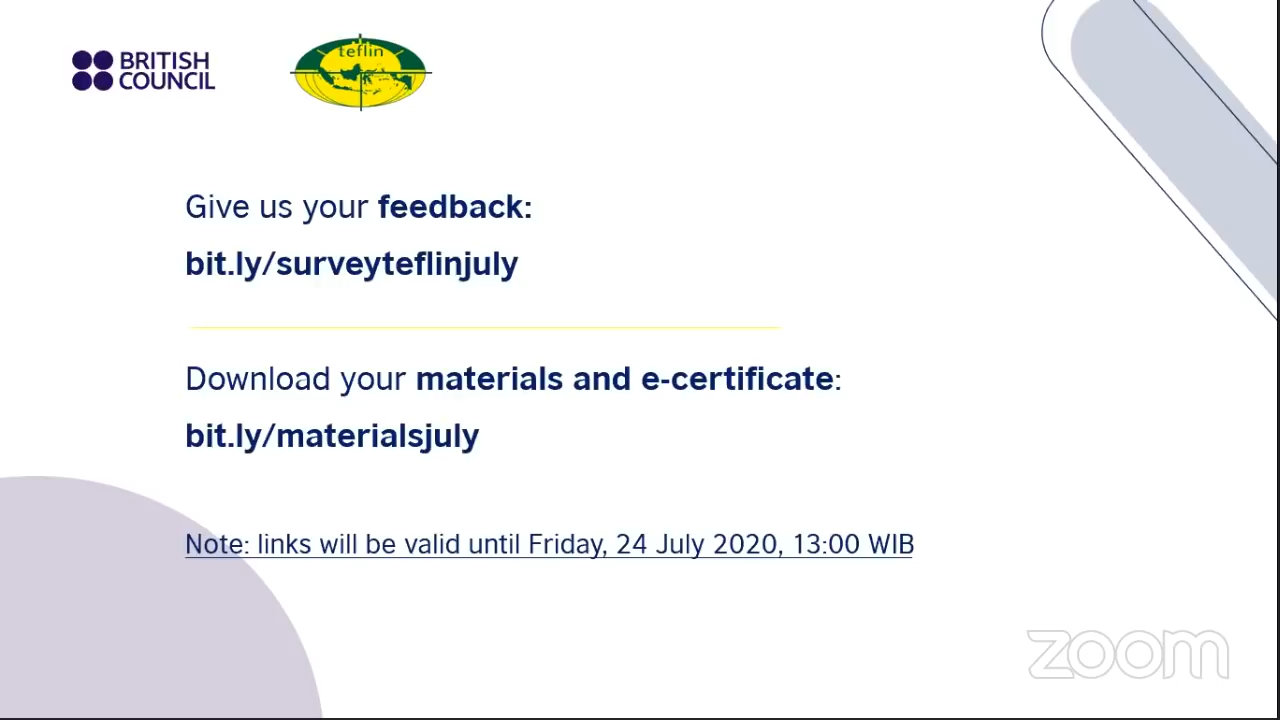 BRITISH
COUNCIL
teflin
Give us your feedback:
bit.ly/surveyteflinjuly
Download your materials and e-certificate:
bit.ly/materialsjuly
Note: links will be valid until Friday, 24 July 2020, 13:00 WIB
zoom